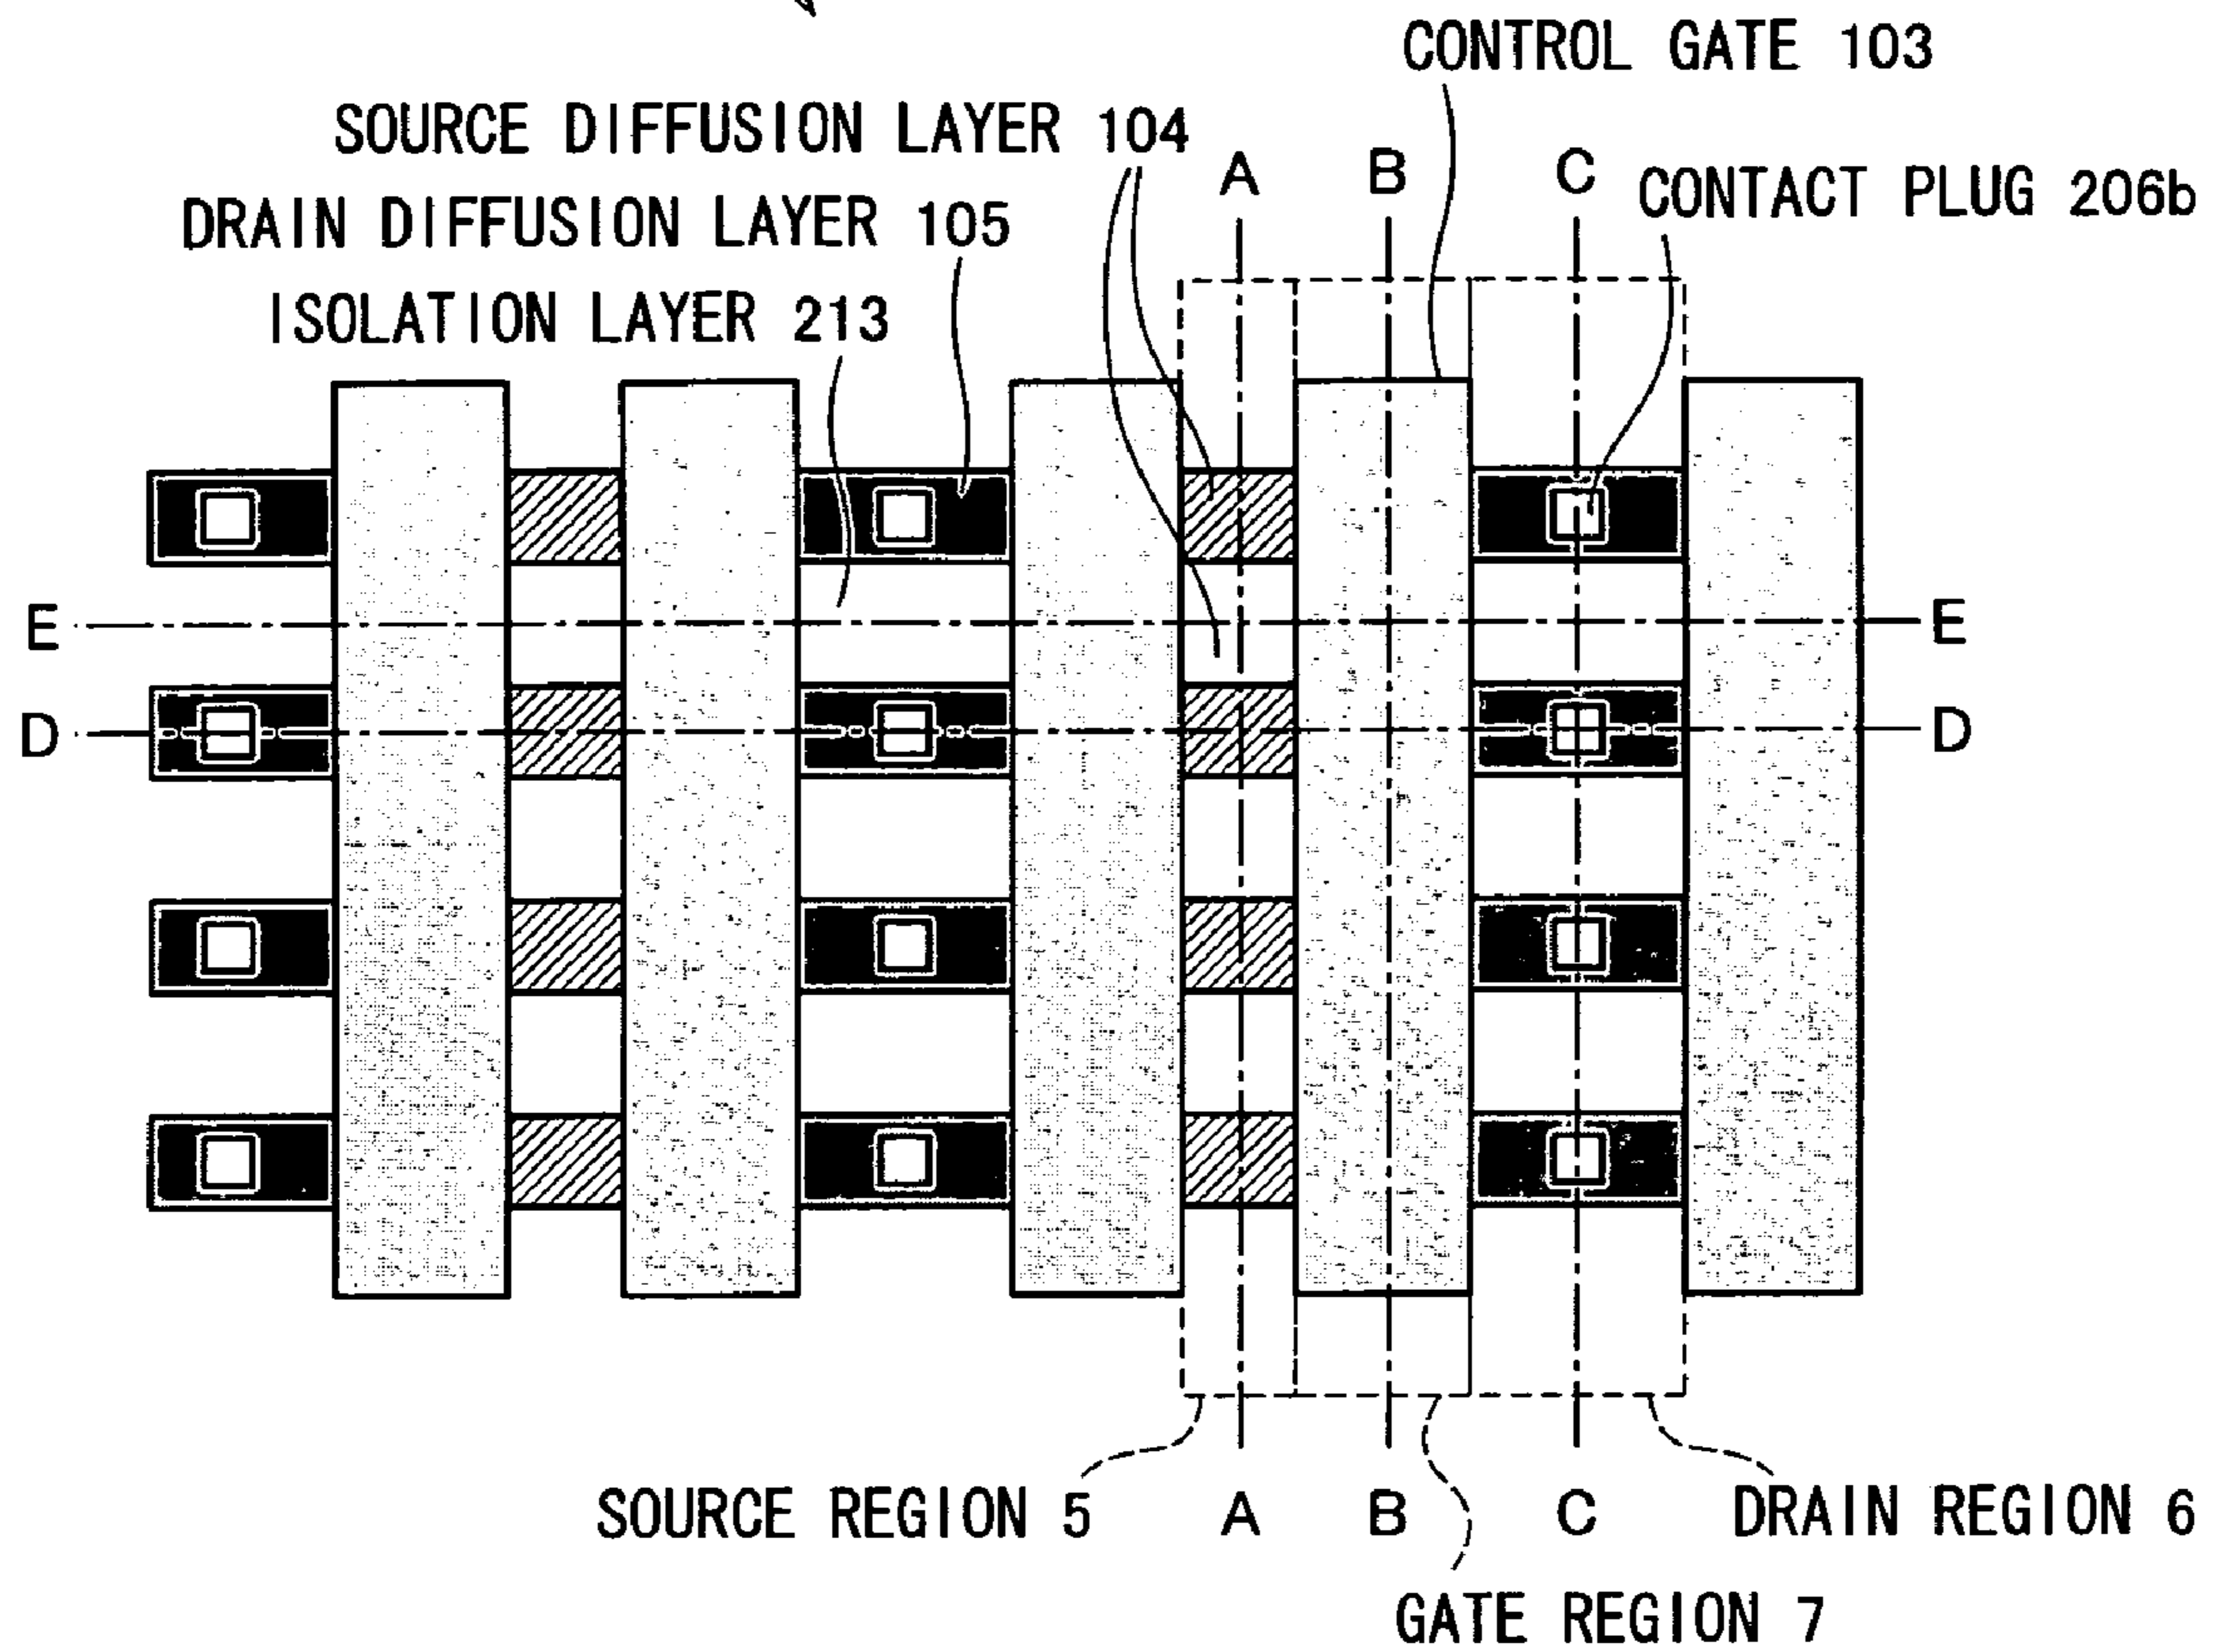 CONTROL GATE 103
SOURCE DIFFUSION LAYER 104
A
B
C
CONTACT PLUG 206b
DRAIN DIFFUSION LAYER 105
ISOLATION LAYER 213
E
E
D
D
SOURCE REGION 5
A
B
C
DRAIN REGION 6
GATE REGION 7